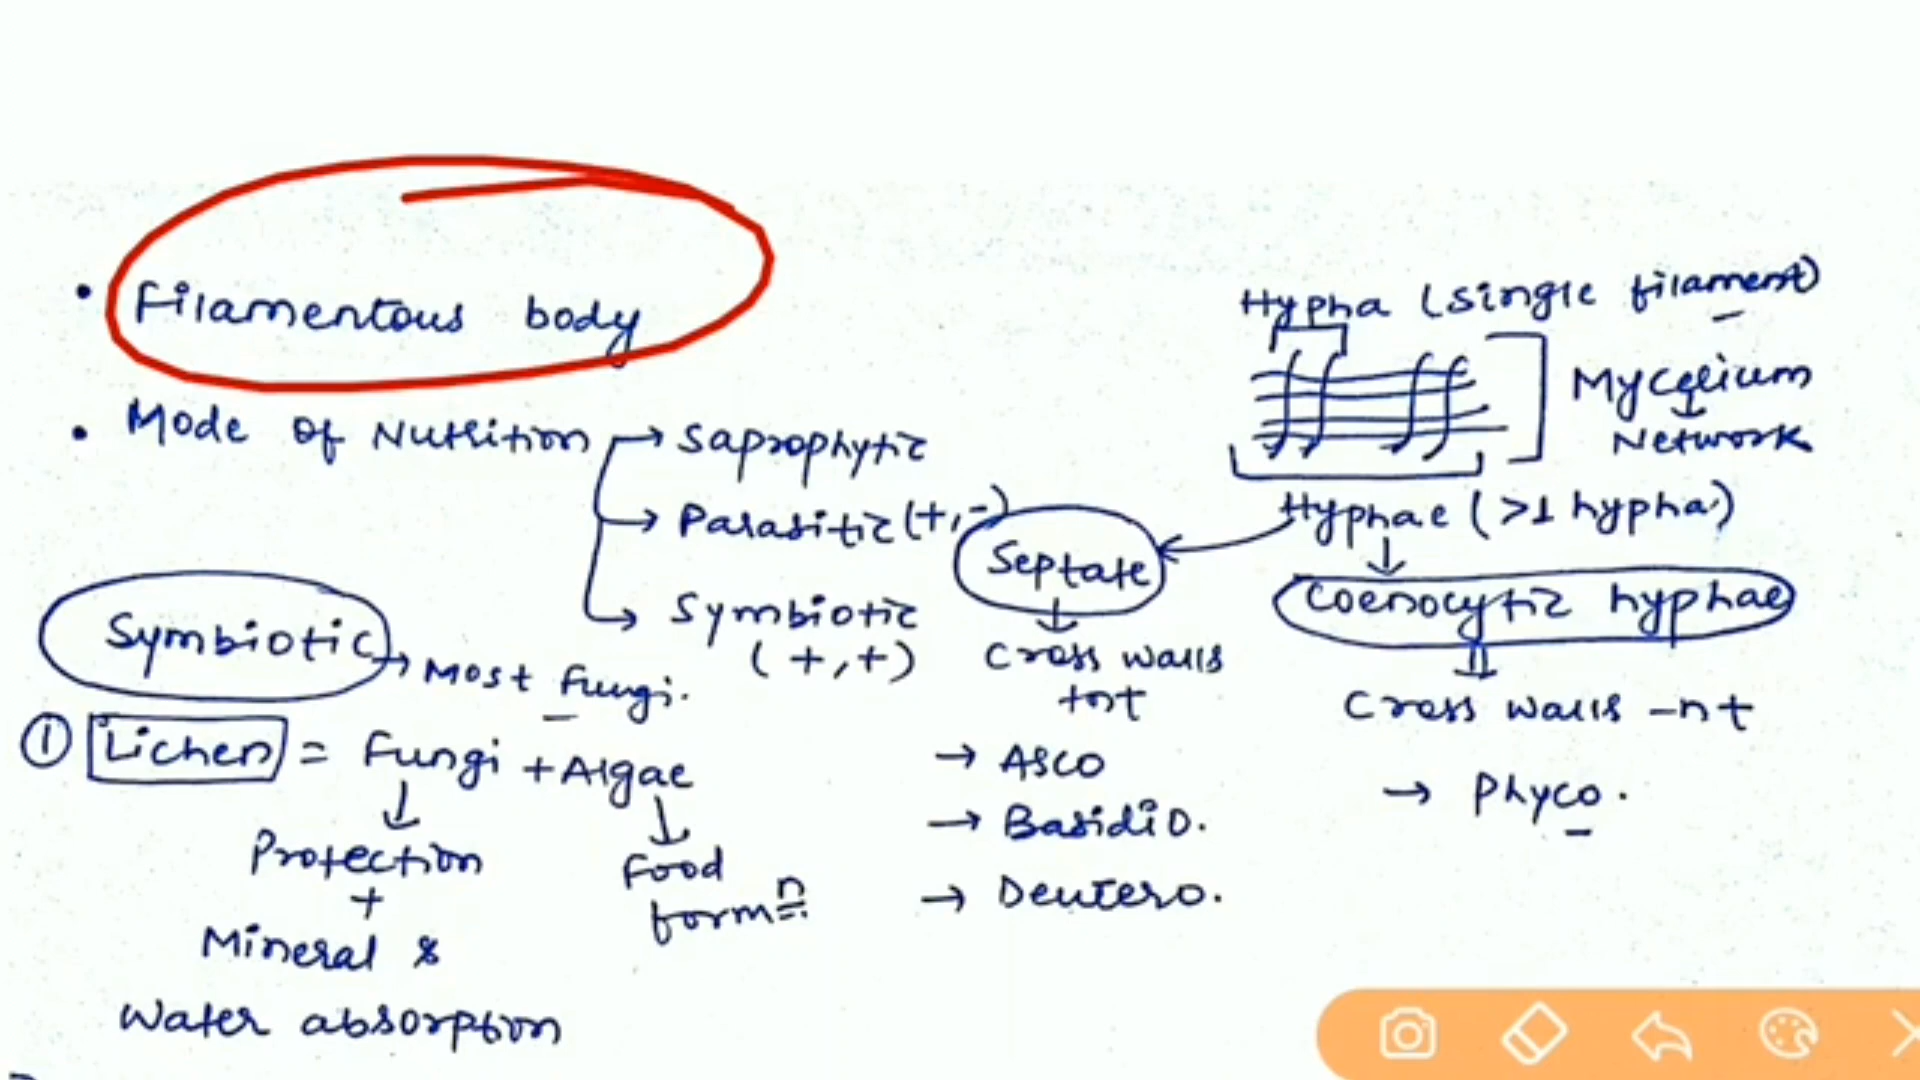 • Filamentous body
• Mode of Nutrition → Saprophytic
→ Parasitic (+,-)
→ Symbiotic
(+,+)
Hypha (single filament)
Mycelium
↓
Network
Hyphae (>1 hypha)
Septate
↓
Cross walls
Coenocytic hyphae
⇓
Cross walls -nt
→ Asco
→ Basidio.
→ Deutero.
→ Phyco.
Symbiotic → Most fungi.
① Lichen = Fungi + Algae
↓
Protection
+
Mineral &
Water absorption
↓
Food
formn